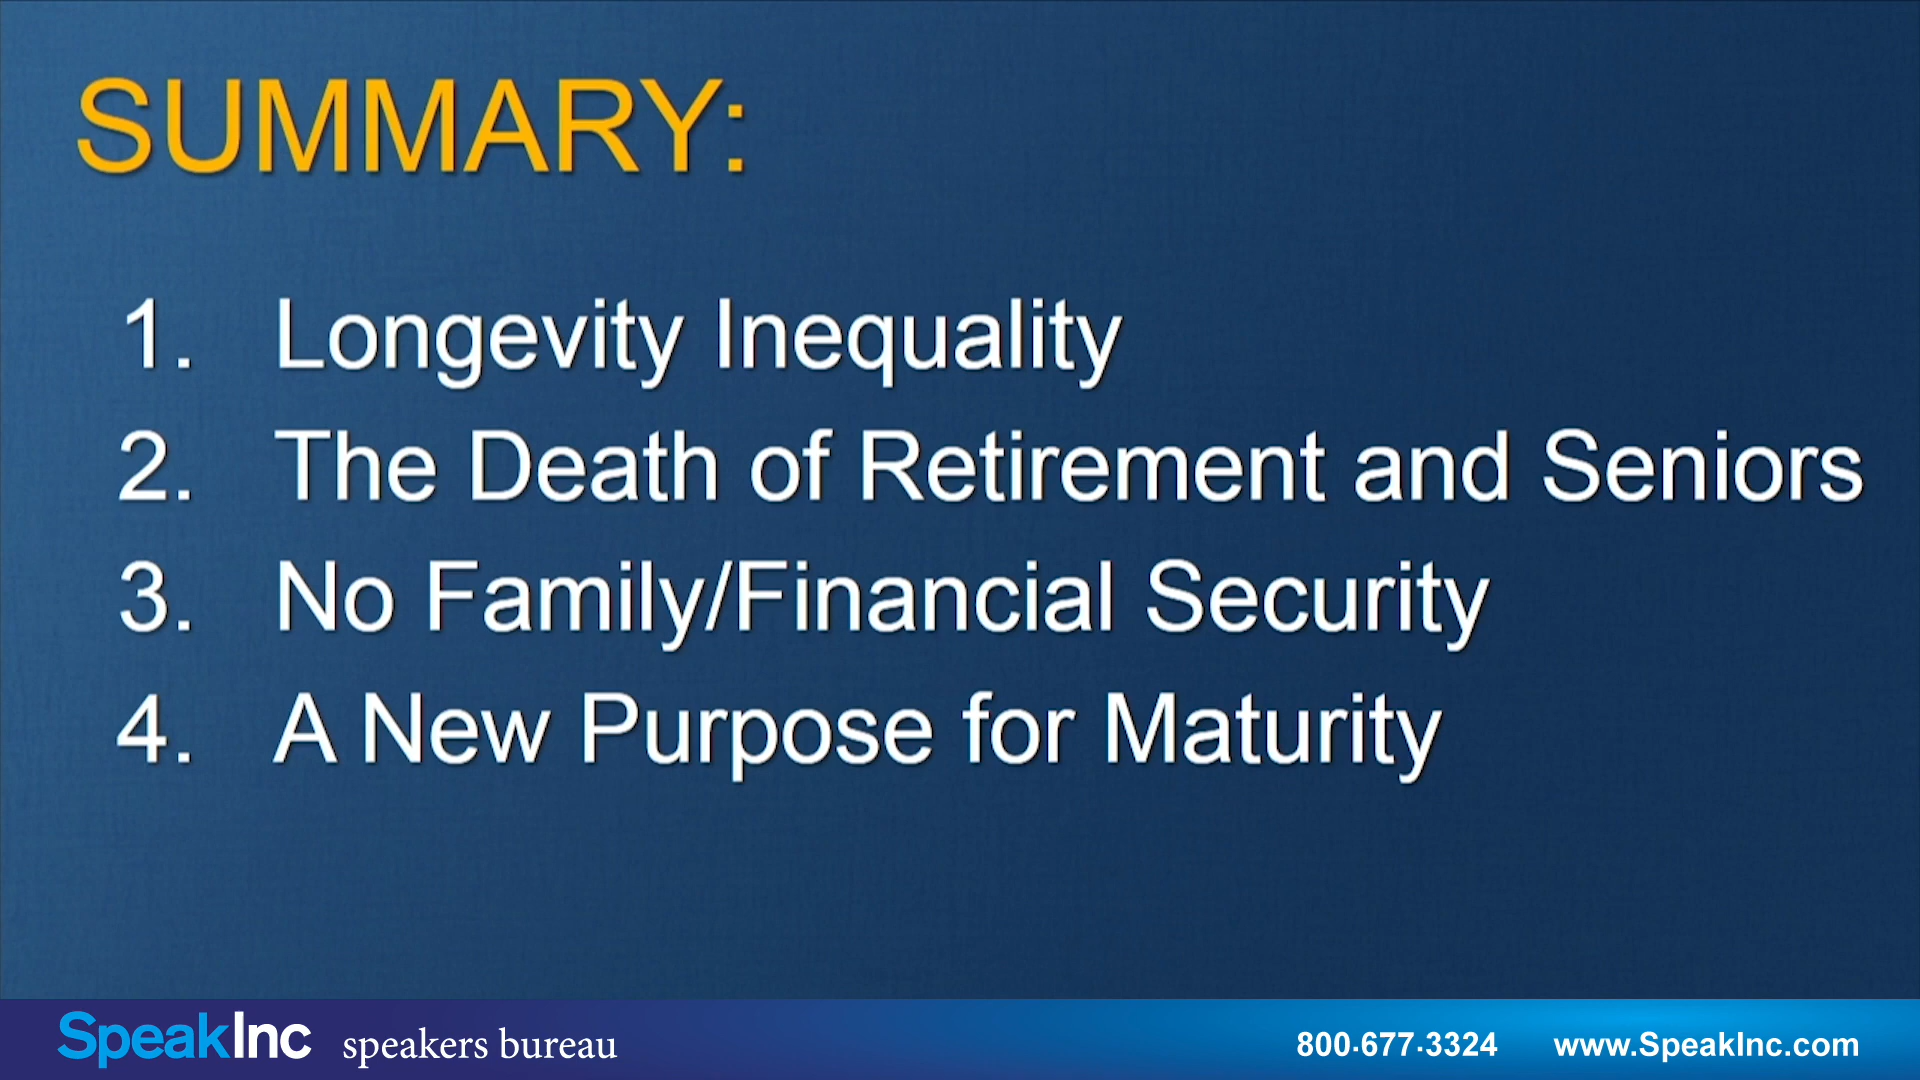 SUMMARY:
1. Longevity Inequality
2. The Death of Retirement and Seniors
3. No Family/Financial Security
4. A New Purpose for Maturity
SpeakInc speakers bureau
800·677·3324 www.SpeakInc.com